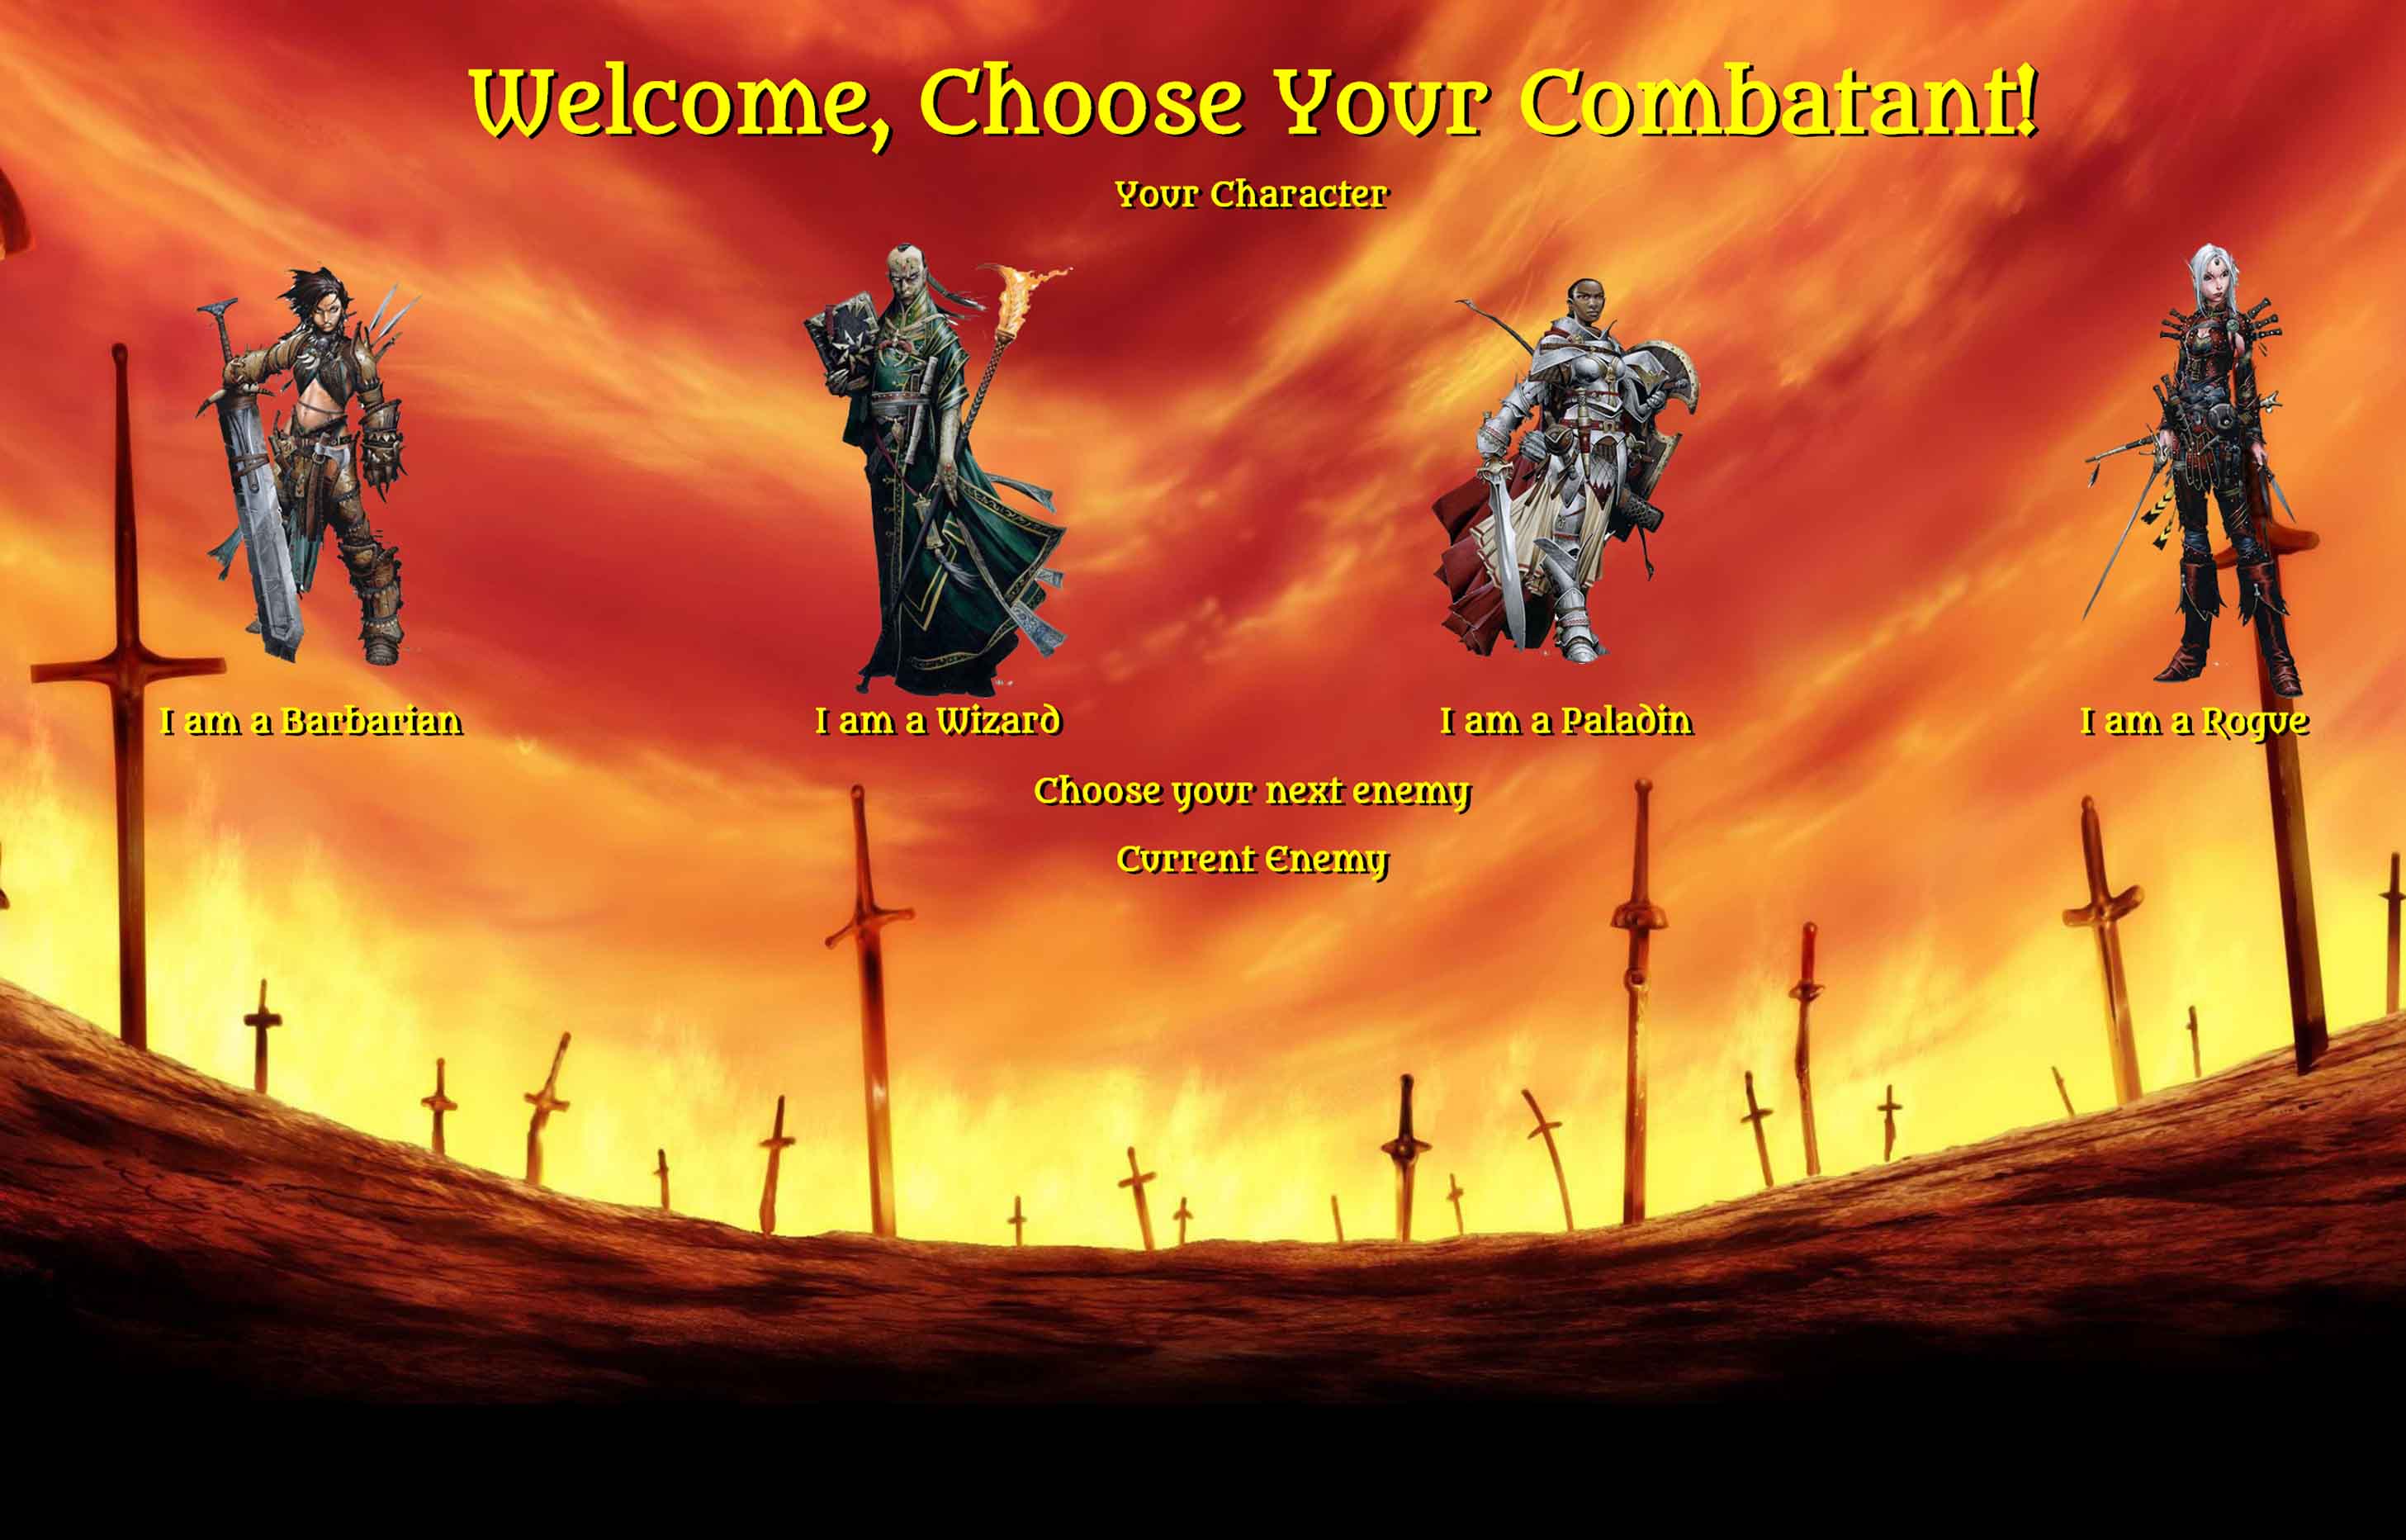 Welcome, Choose Your Combatant!
Your Character
I am a Barbarian
I am a Wizard
I am a Paladin
I am a Rogue
Choose your next enemy
Current Enemy